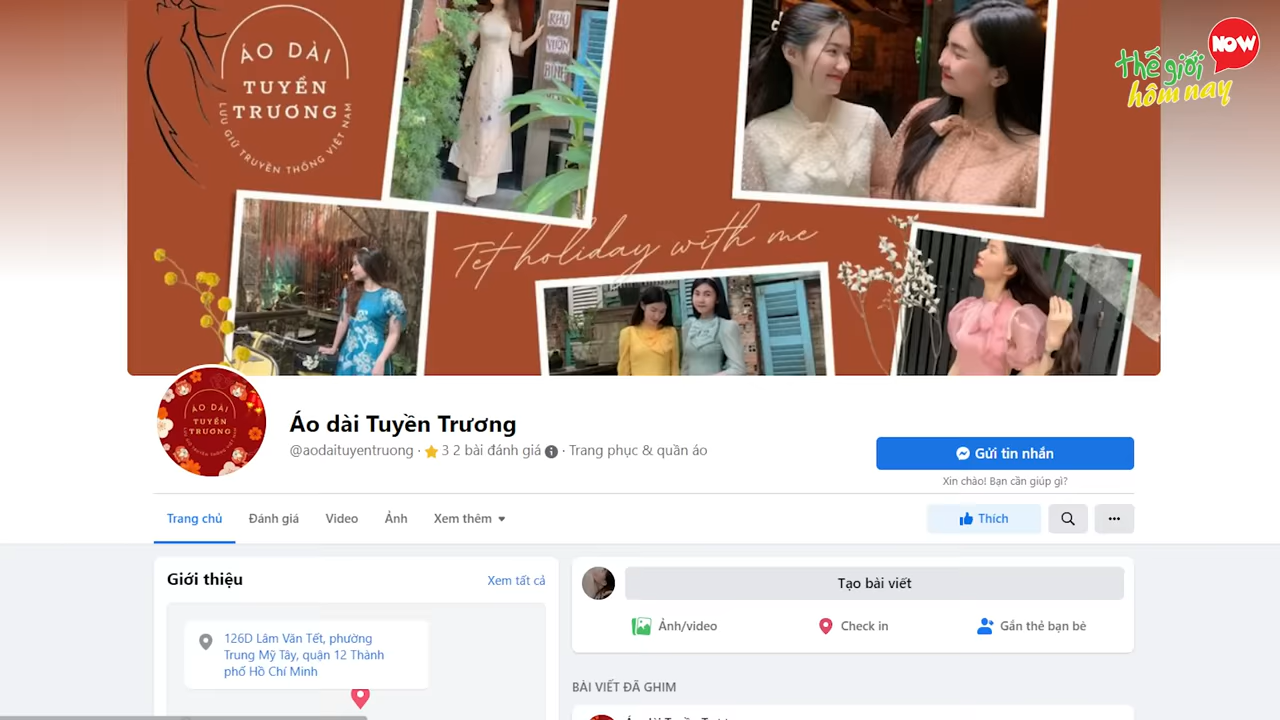 NOW
thế giới
hôm nay
ÁO DÀI
TUYỀN
TRƯƠNG
LƯU GIỮ TRUYỀN THỐNG VIỆT NAM
Tet holiday with me
ÁO DÀI
TUYỀN
TRƯƠNG
Áo dài Tuyền Trương
@aodaituyentruong · 3 2 bài đánh giá · Trang phục & quần áo
Gửi tin nhắn
Xin chào! Bạn cần giúp gì?
Trang chủ Đánh giá Video Ảnh Xem thêm
Thích
Giới thiệu
Xem tất cả
126D Lâm Văn Tết, phường
Trung Mỹ Tây, quận 12 Thành
phố Hồ Chí Minh
Tạo bài viết
Ảnh/video Check in Gắn thẻ bạn bè
BÀI VIẾT ĐÃ GHIM